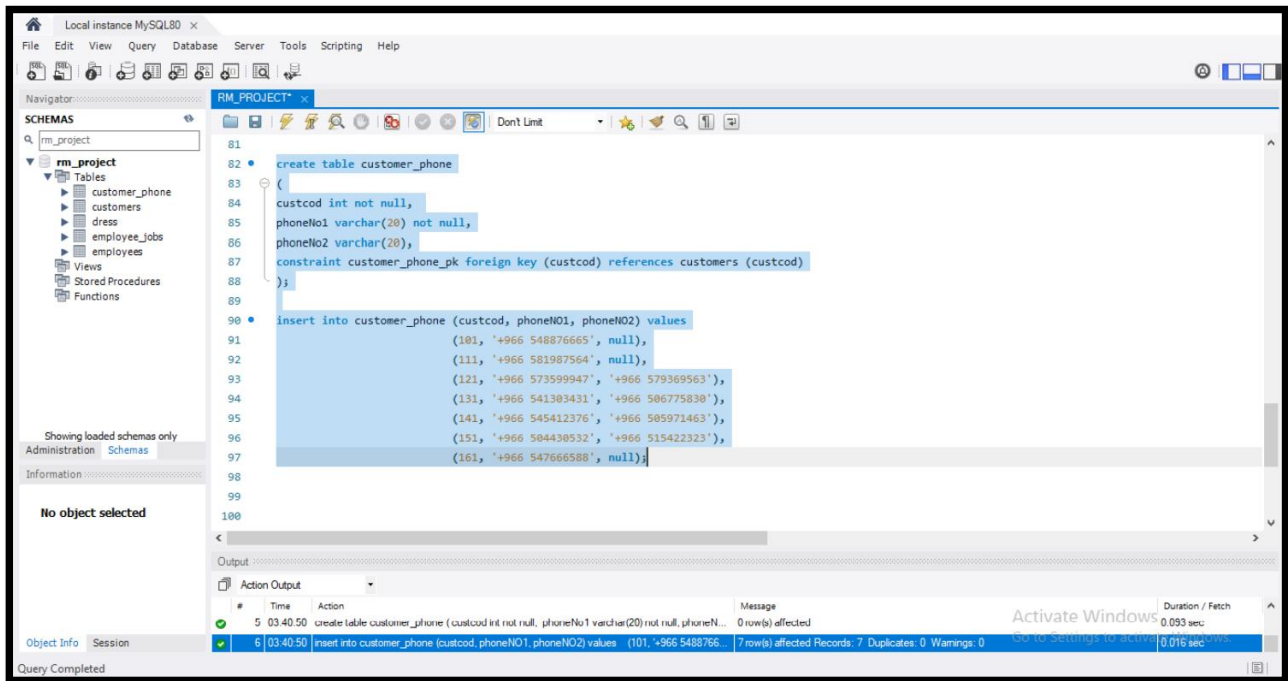 Local instance MySQL80 ×
File Edit View Query Database Server Tools Scripting Help
Navigator
SCHEMAS
rm_project
rm_project
Tables
customer_phone
customers
dress
employee_jobs
employees
Views
Stored Procedures
Functions
Showing loaded schemas only
Administration Schemas
Information
No object selected
Object Info Session
RM_PROJECT* ×
Don't Limit
81
82 create table customer_phone
83 (
84 custcod int not null,
85 phoneNo1 varchar(20) not null,
86 phoneNo2 varchar(20),
87 constraint customer_phone_pk foreign key (custcod) references customers (custcod)
88 );
89
90 insert into customer_phone (custcod, phoneNO1, phoneNO2) values
91 (101, '+966 548876665', null),
92 (111, '+966 581987564', null),
93 (121, '+966 573599947', '+966 579369563'),
94 (131, '+966 541303431', '+966 506775830'),
95 (141, '+966 545412376', '+966 505971463'),
96 (151, '+966 504430532', '+966 515422323'),
97 (161, '+966 547666588', null);
98
99
100
Output
Action Output
# Time Action Message Duration / Fetch
5 03:40:50 create table customer_phone ( custcod int not null, phoneNo1 varchar(20) not null, phoneN... 0 row(s) affected 0.093 sec
6 03:40:50 insert into customer_phone (custcod, phoneNO1, phoneNO2) values (101, '+966 5488766... 7 row(s) affected Records: 7 Duplicates: 0 Warnings: 0 0.016 sec
Activate Windows
Go to Settings to activate Windows.
Query Completed